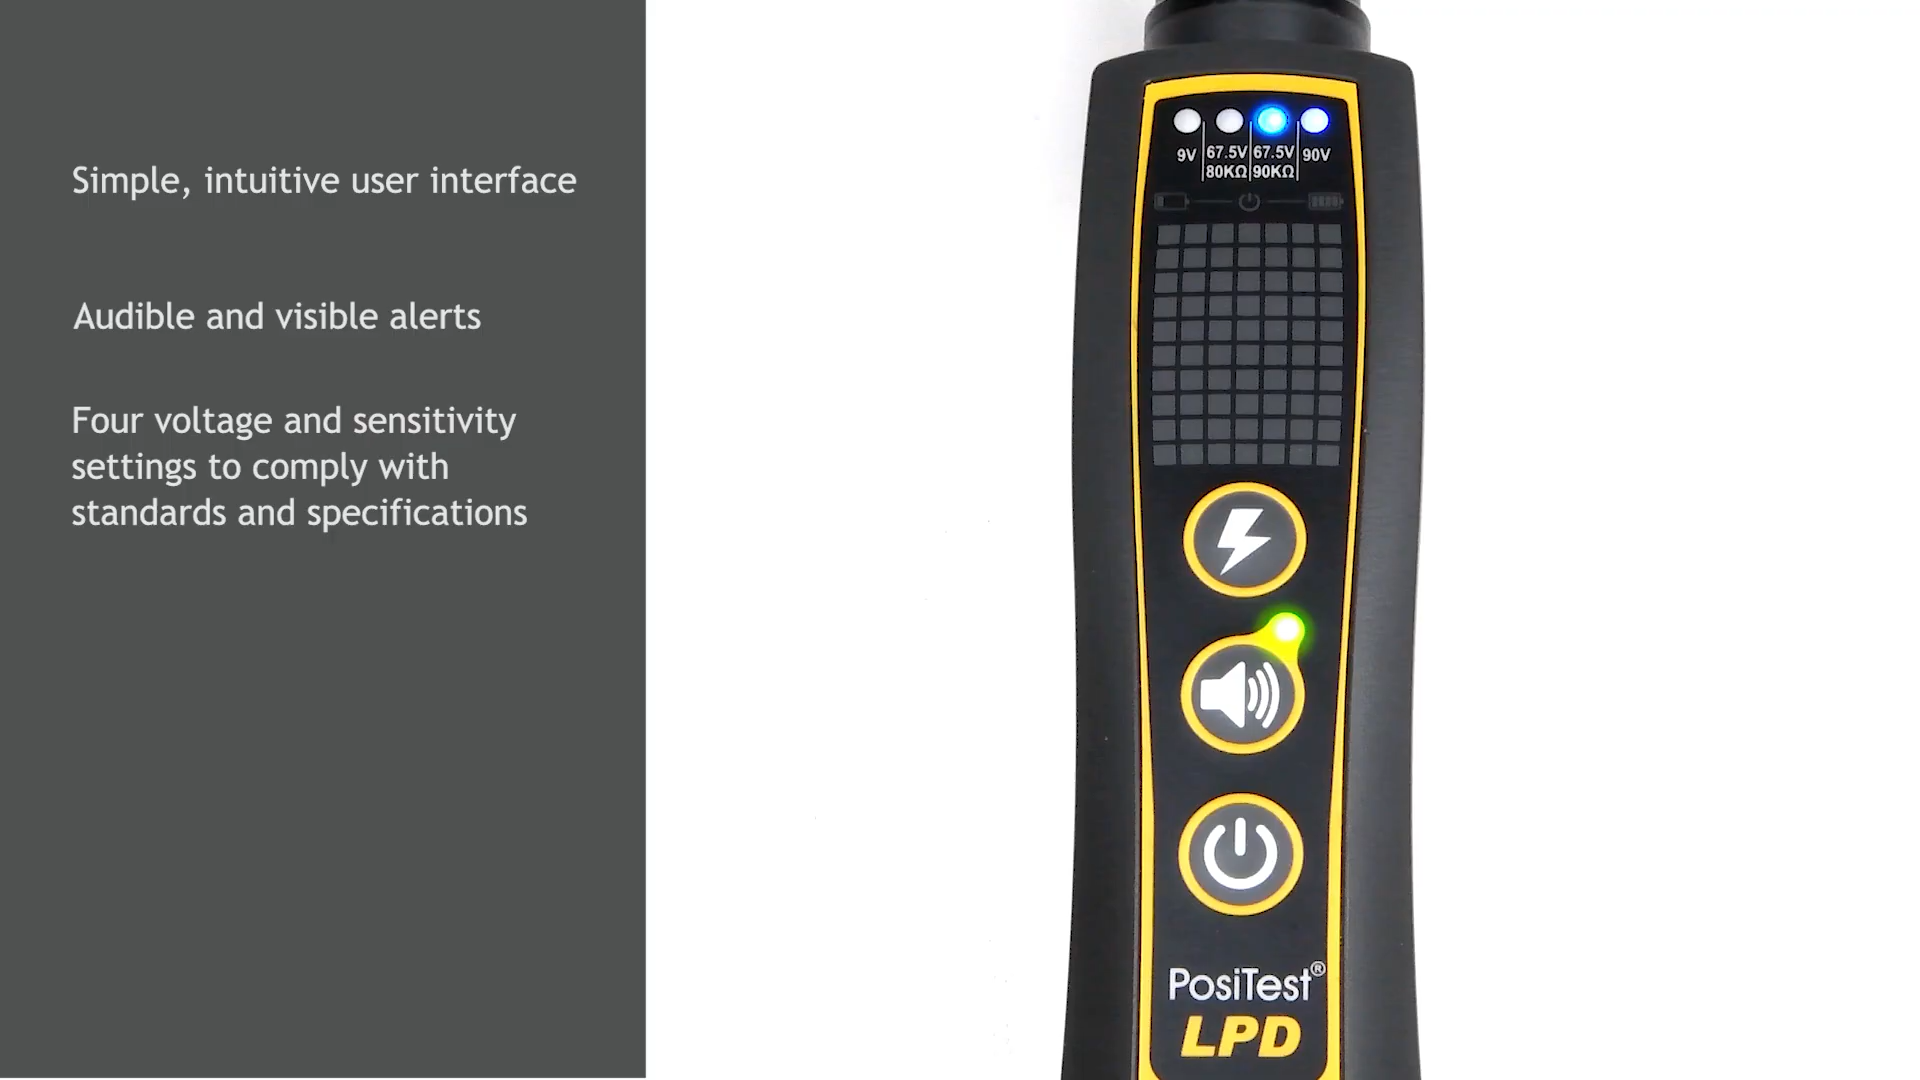 Simple, intuitive user interface
Audible and visible alerts
Four voltage and sensitivity
settings to comply with
standards and specifications
9V 67.5V 67.5V 90V
80KΩ 90KΩ
PosiTest®
LPD